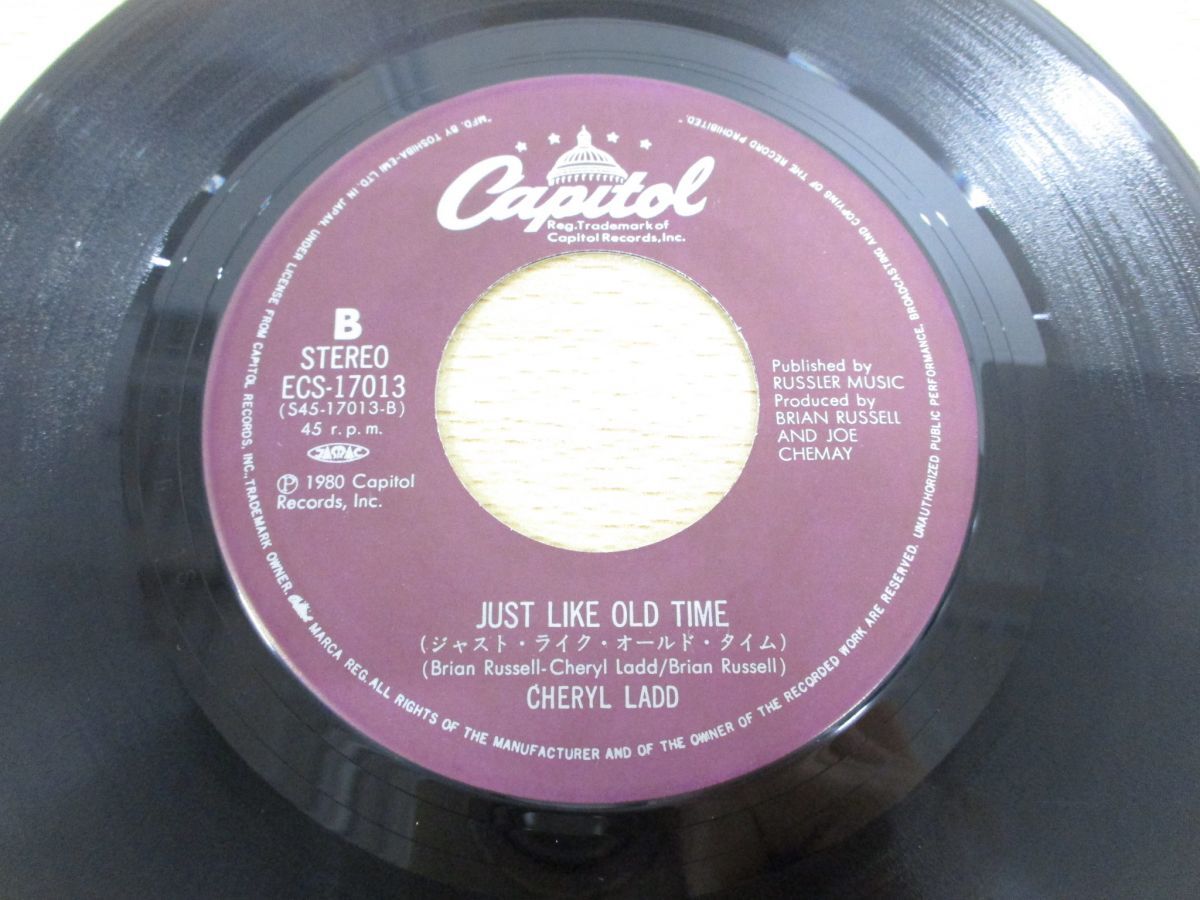 Capitol
Reg.Trademark of
Capitol Records,Inc.
B
STEREO
ECS-17013
(S45-17013-B)
45 r.p.m.
JASRAC
Ⓟ 1980 Capitol
Records, Inc.
Published by
RUSSLER MUSIC
Produced by
BRIAN RUSSELL
AND JOE
CHEMAY
JUST LIKE OLD TIME
(ジャスト・ライク・オールド・タイム)
(Brian Russell-Cheryl Ladd/Brian Russell)
CHERYL LADD
"MFD. BY TOSHIBA-EMI LTD. IN JAPAN, UNDER LICENSE FROM CAPITOL RECORDS, INC., TRADEMARK OWNER. Capitol MARCA REG. ALL RIGHTS OF THE MANUFACTURER AND OF THE OWNER OF THE RECORDED WORK ARE RESERVED. UNAUTHORIZED PUBLIC PERFORMANCE, BROADCASTING AND COPYING OF THE RECORD PROHIBITED."